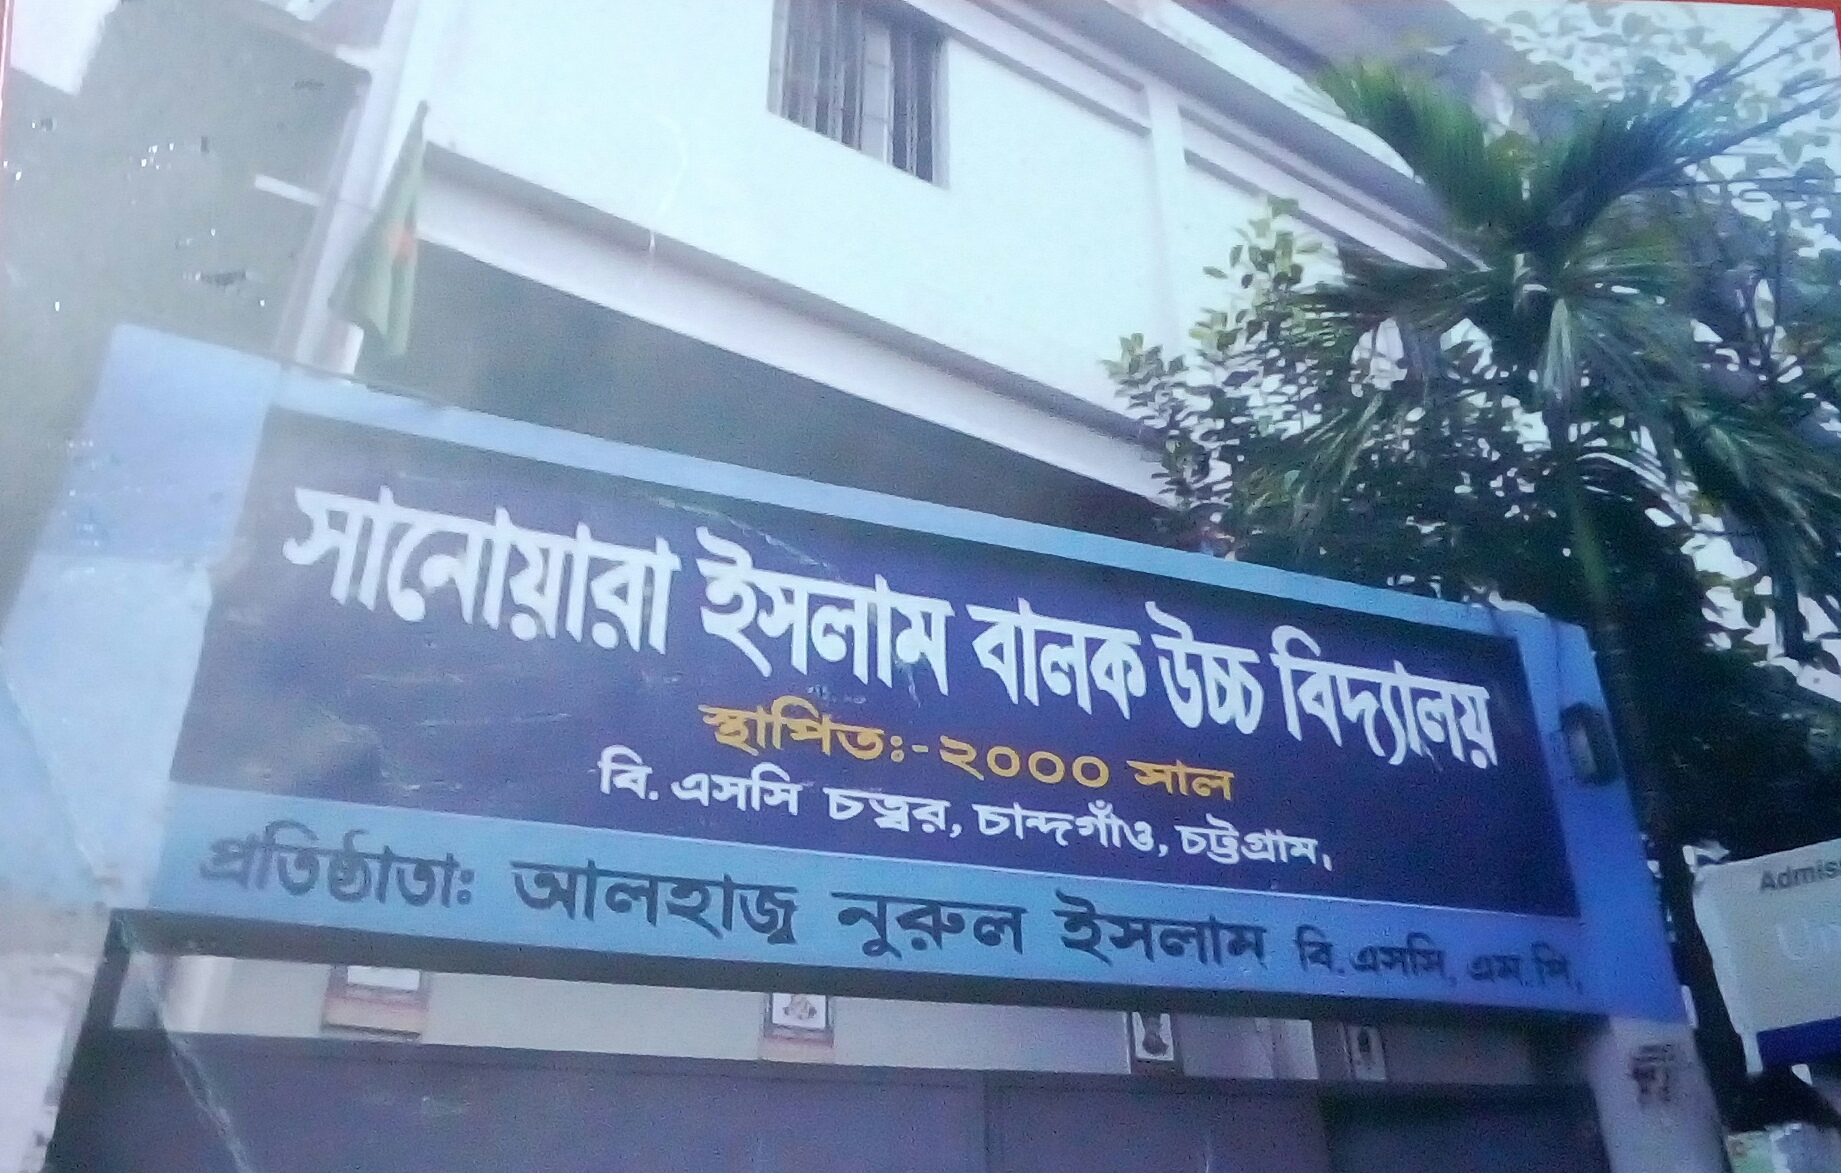 সানোয়ারা ইসলাম বালক উচ্চ বিদ্যালয়
স্থাপিতঃ-২০০০ সাল
বি. এসসি চত্বর, চান্দগাঁও, চট্টগ্রাম।
প্রতিষ্ঠাতাঃ আলহাজ্ব নুরুল ইসলাম বি.এসসি, এম.পি.